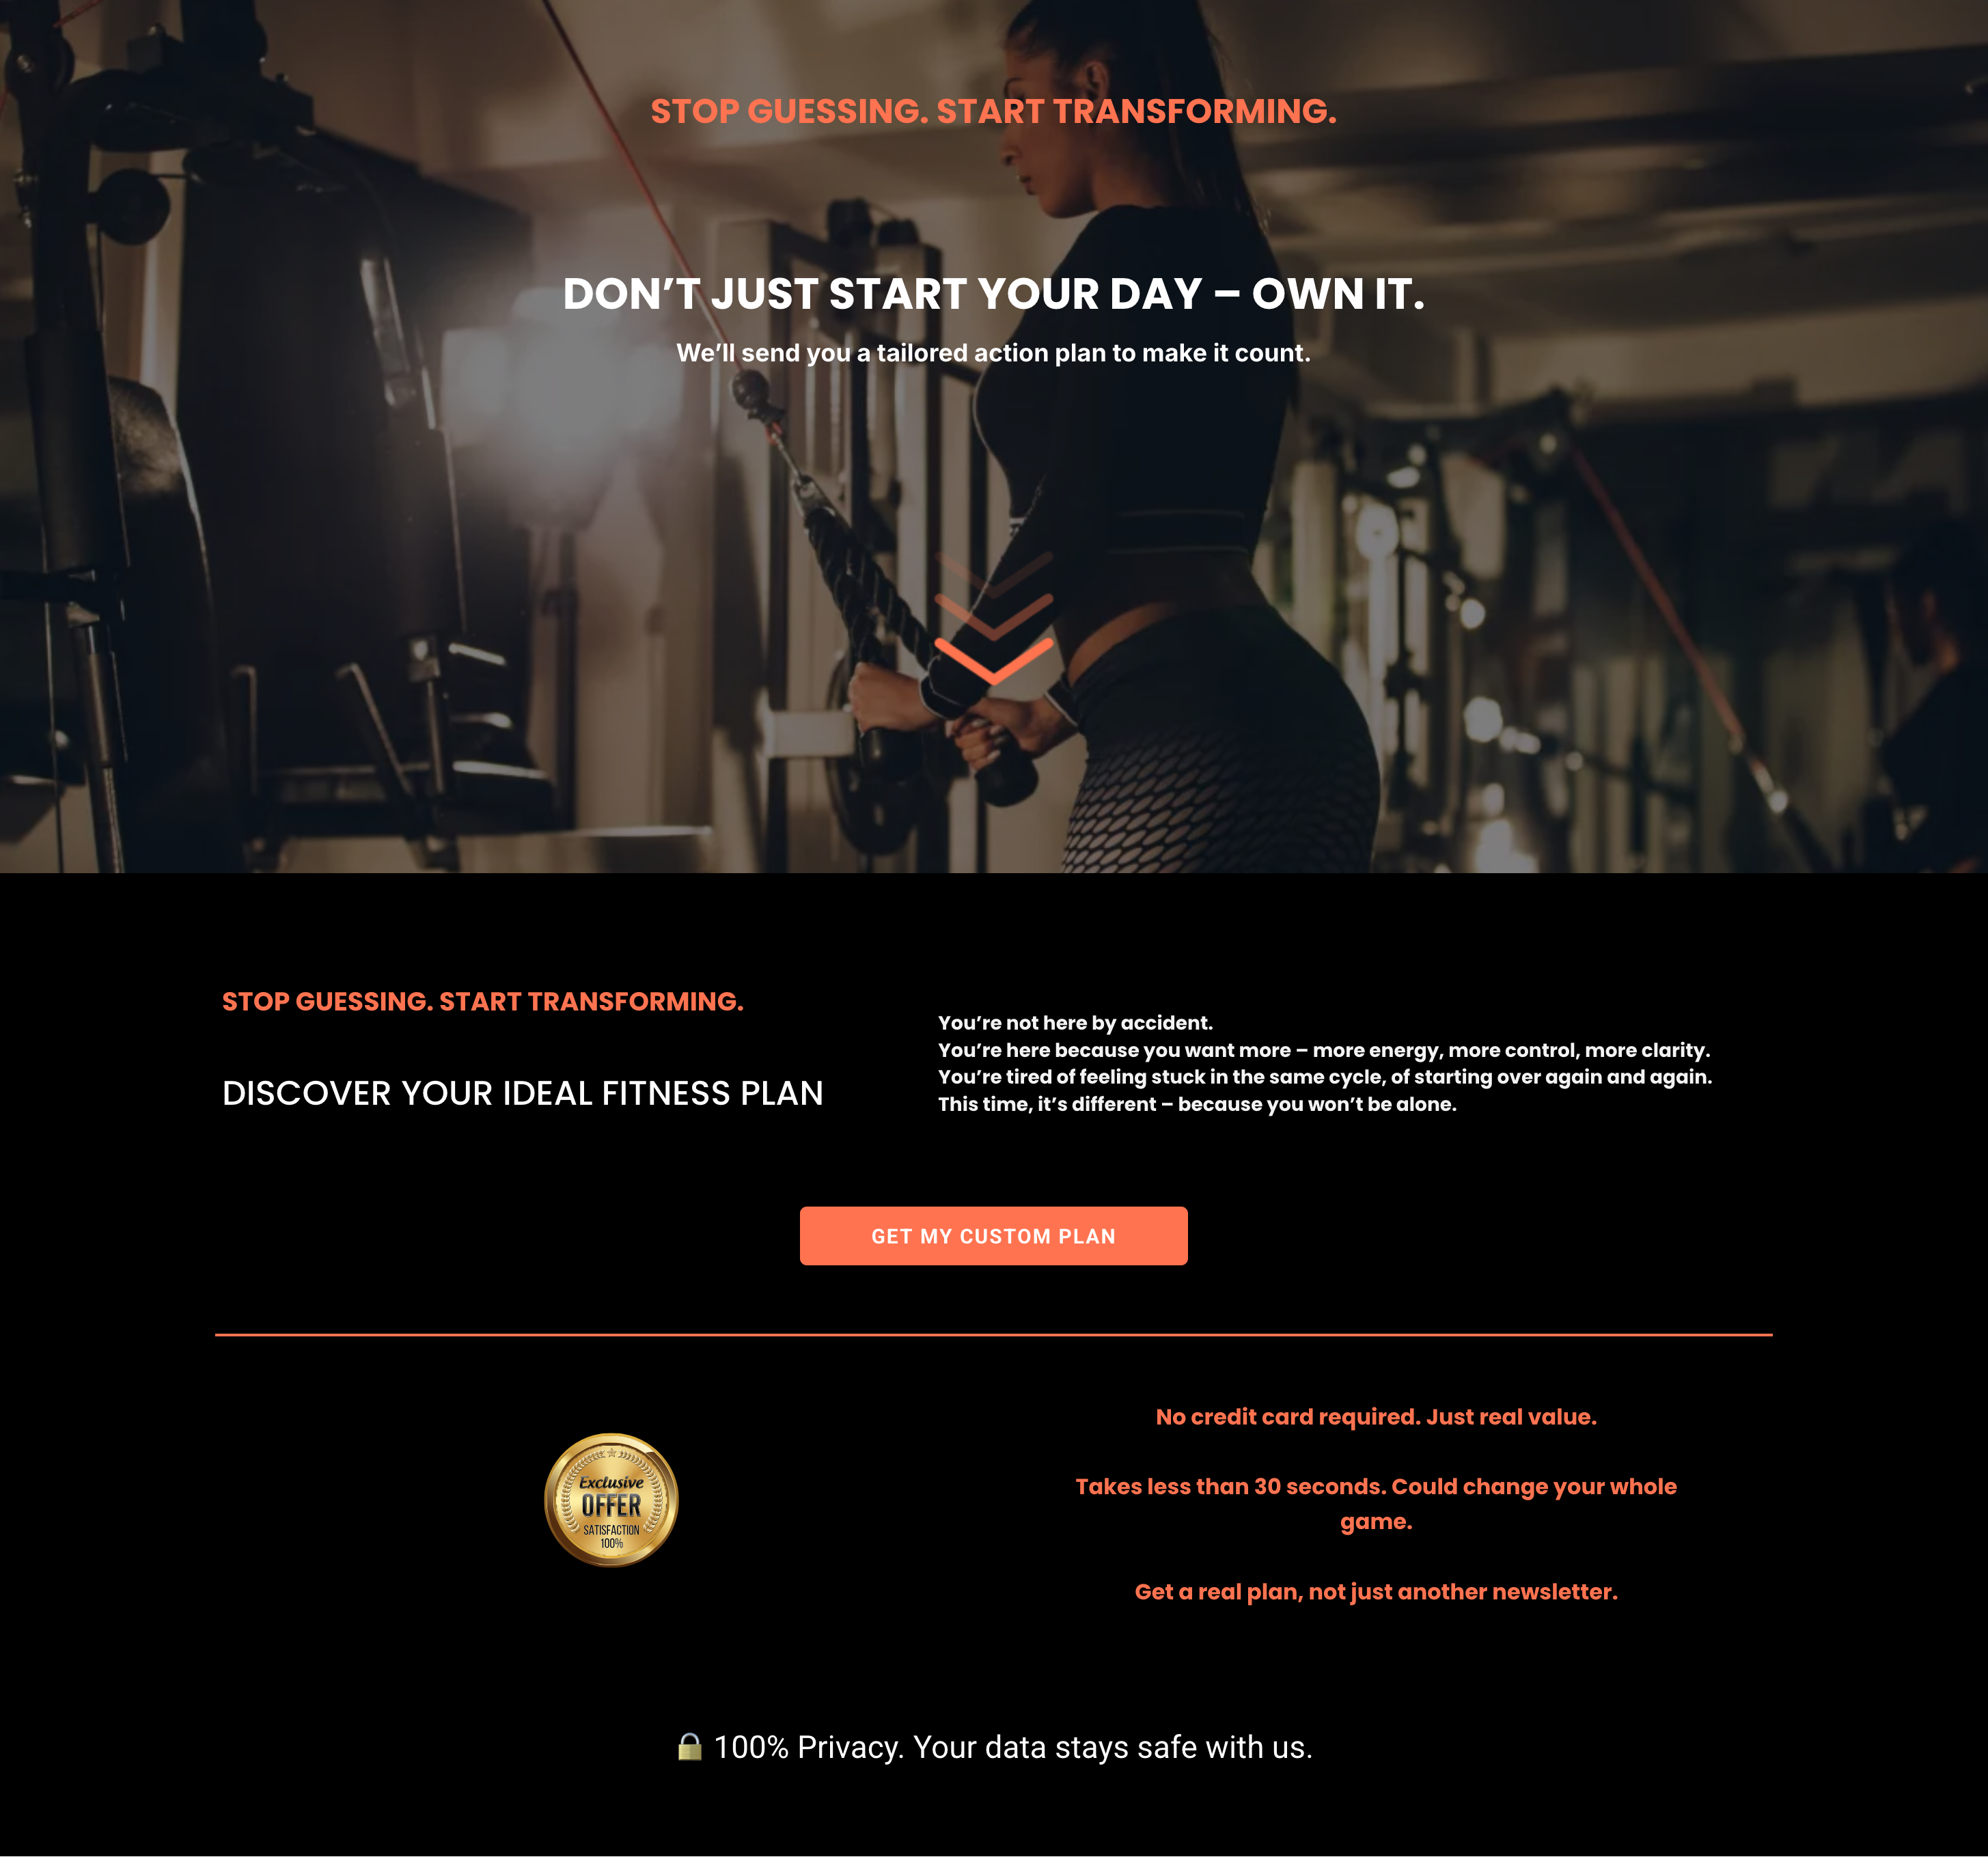 STOP GUESSING. START TRANSFORMING.
DON’T JUST START YOUR DAY – OWN IT.
We’ll send you a tailored action plan to make it count.
STOP GUESSING. START TRANSFORMING.
DISCOVER YOUR IDEAL FITNESS PLAN
You’re not here by accident.
You’re here because you want more – more energy, more control, more clarity.
You’re tired of feeling stuck in the same cycle, of starting over again and again.
This time, it’s different – because you won’t be alone.
GET MY CUSTOM PLAN
Exclusive
OFFER
SATISFACTION
100%
No credit card required. Just real value.
Takes less than 30 seconds. Could change your whole
game.
Get a real plan, not just another newsletter.
🔒 100% Privacy. Your data stays safe with us.